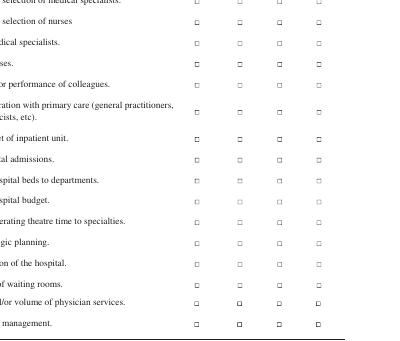 selection of medical specialists. □ □ □ □
selection of nurses □ □ □ □
dical specialists. □ □ □ □
ses. □ □ □ □
or performance of colleagues. □ □ □ □
ration with primary care (general practitioners,
cists, etc). □ □ □ □
et of inpatient unit. □ □ □ □
tal admissions. □ □ □ □
spital beds to departments. □ □ □ □
spital budget. □ □ □ □
erating theatre time to specialties. □ □ □ □
gic planning. □ □ □ □
on of the hospital. □ □ □ □
of waiting rooms. □ □ □ □
l/or volume of physician services. □ □ □ □
management. □ □ □ □